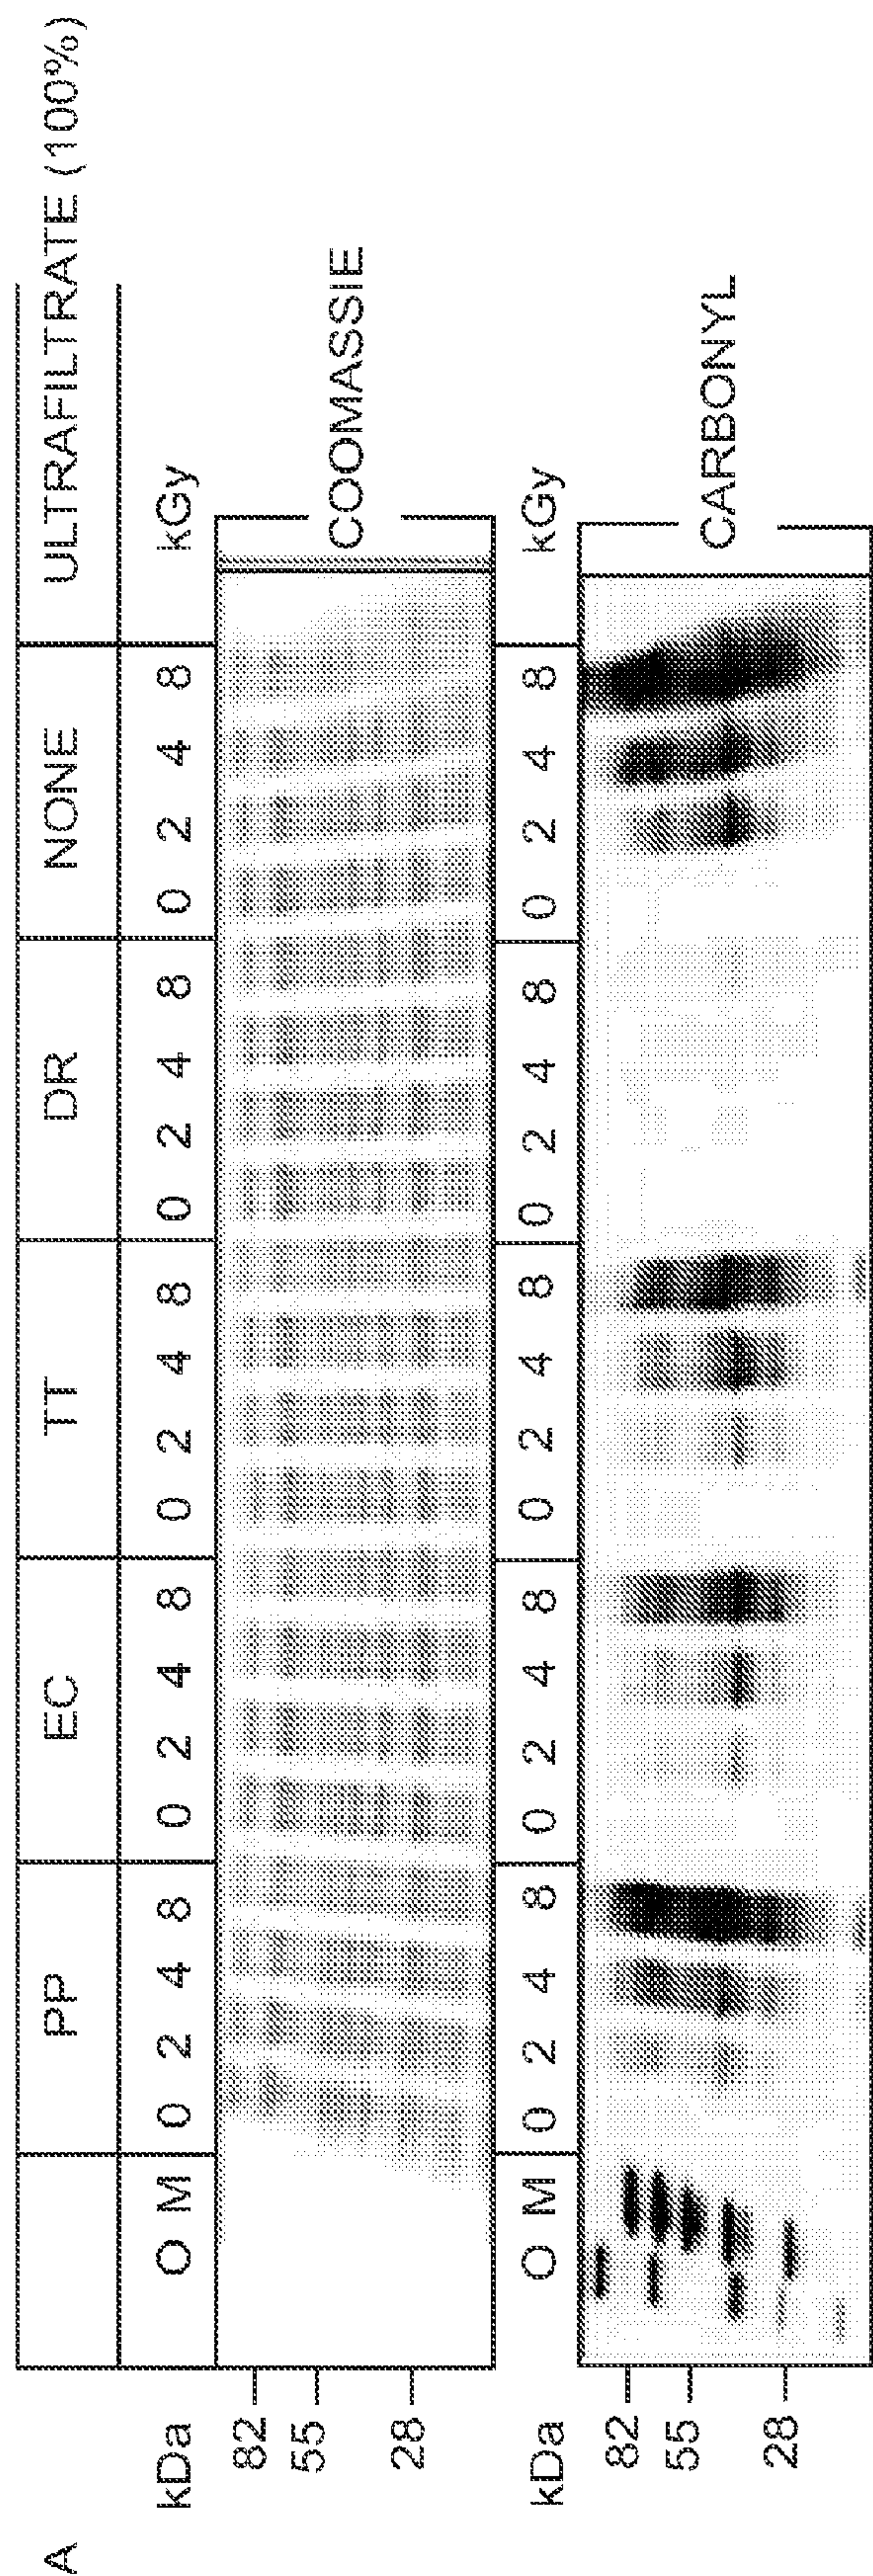 A
PP EC TT DR NONE ULTRAFILTRATE (100%)
kDa O M 0 2 4 8 0 2 4 8 0 2 4 8 0 2 4 8 0 2 4 8 kGy
82
55
28
COOMASSIE
kDa O M 0 2 4 8 0 2 4 8 0 2 4 8 0 2 4 8 0 2 4 8 kGy
82
55
28
CARBONYL